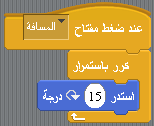 عند ضغط مفتاح المسافة
كرر باستمرار
استدر 15 درجة